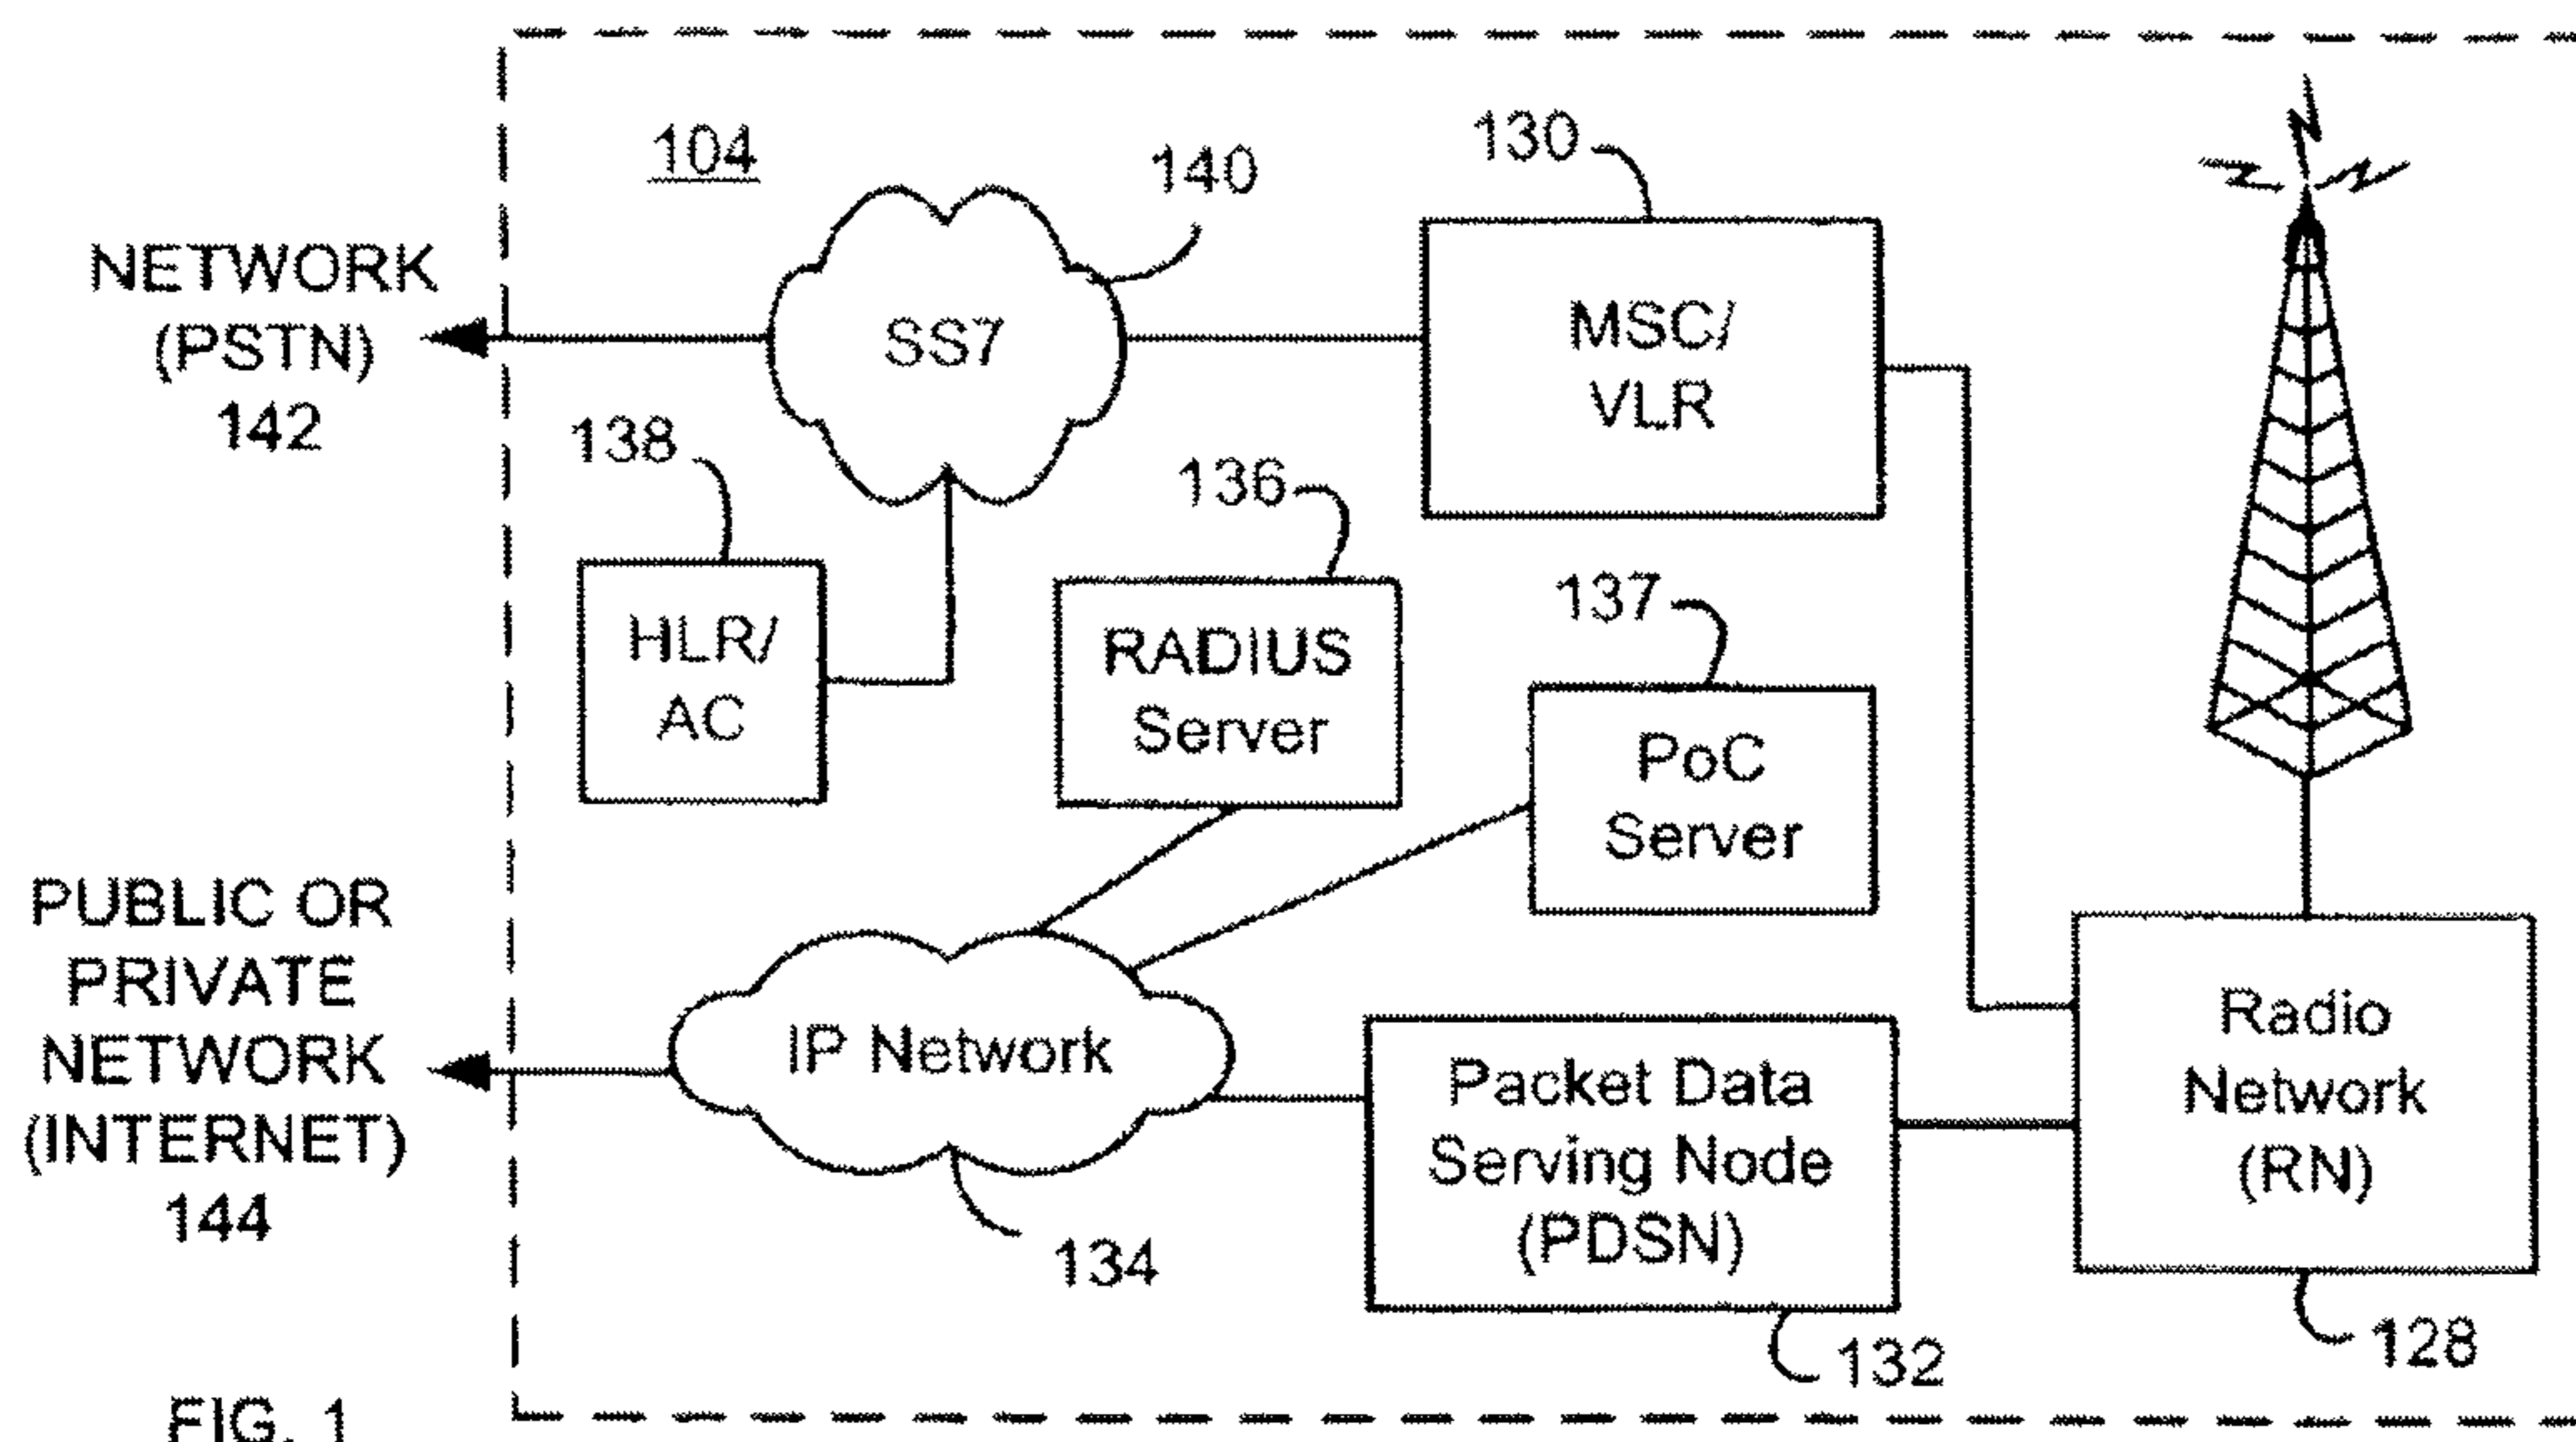 104
140
130
NETWORK
(PSTN)
142
SS7
MSC/
VLR
138
136
137
HLR/
AC
RADIUS
Server
PoC
Server
PUBLIC OR
PRIVATE
NETWORK
(INTERNET)
144
IP Network
134
Packet Data
Serving Node
(PDSN)
132
Radio
Network
(RN)
128
FIG. 1